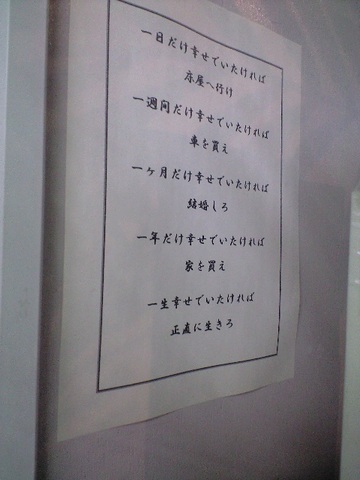 一日だけ幸せでいたければ
床屋へ行け
一週間だけ幸せでいたければ
車を買え
一ヶ月だけ幸せでいたければ
結婚しろ
一年だけ幸せでいたければ
家を買え
一生幸せでいたければ
正直に生きろ